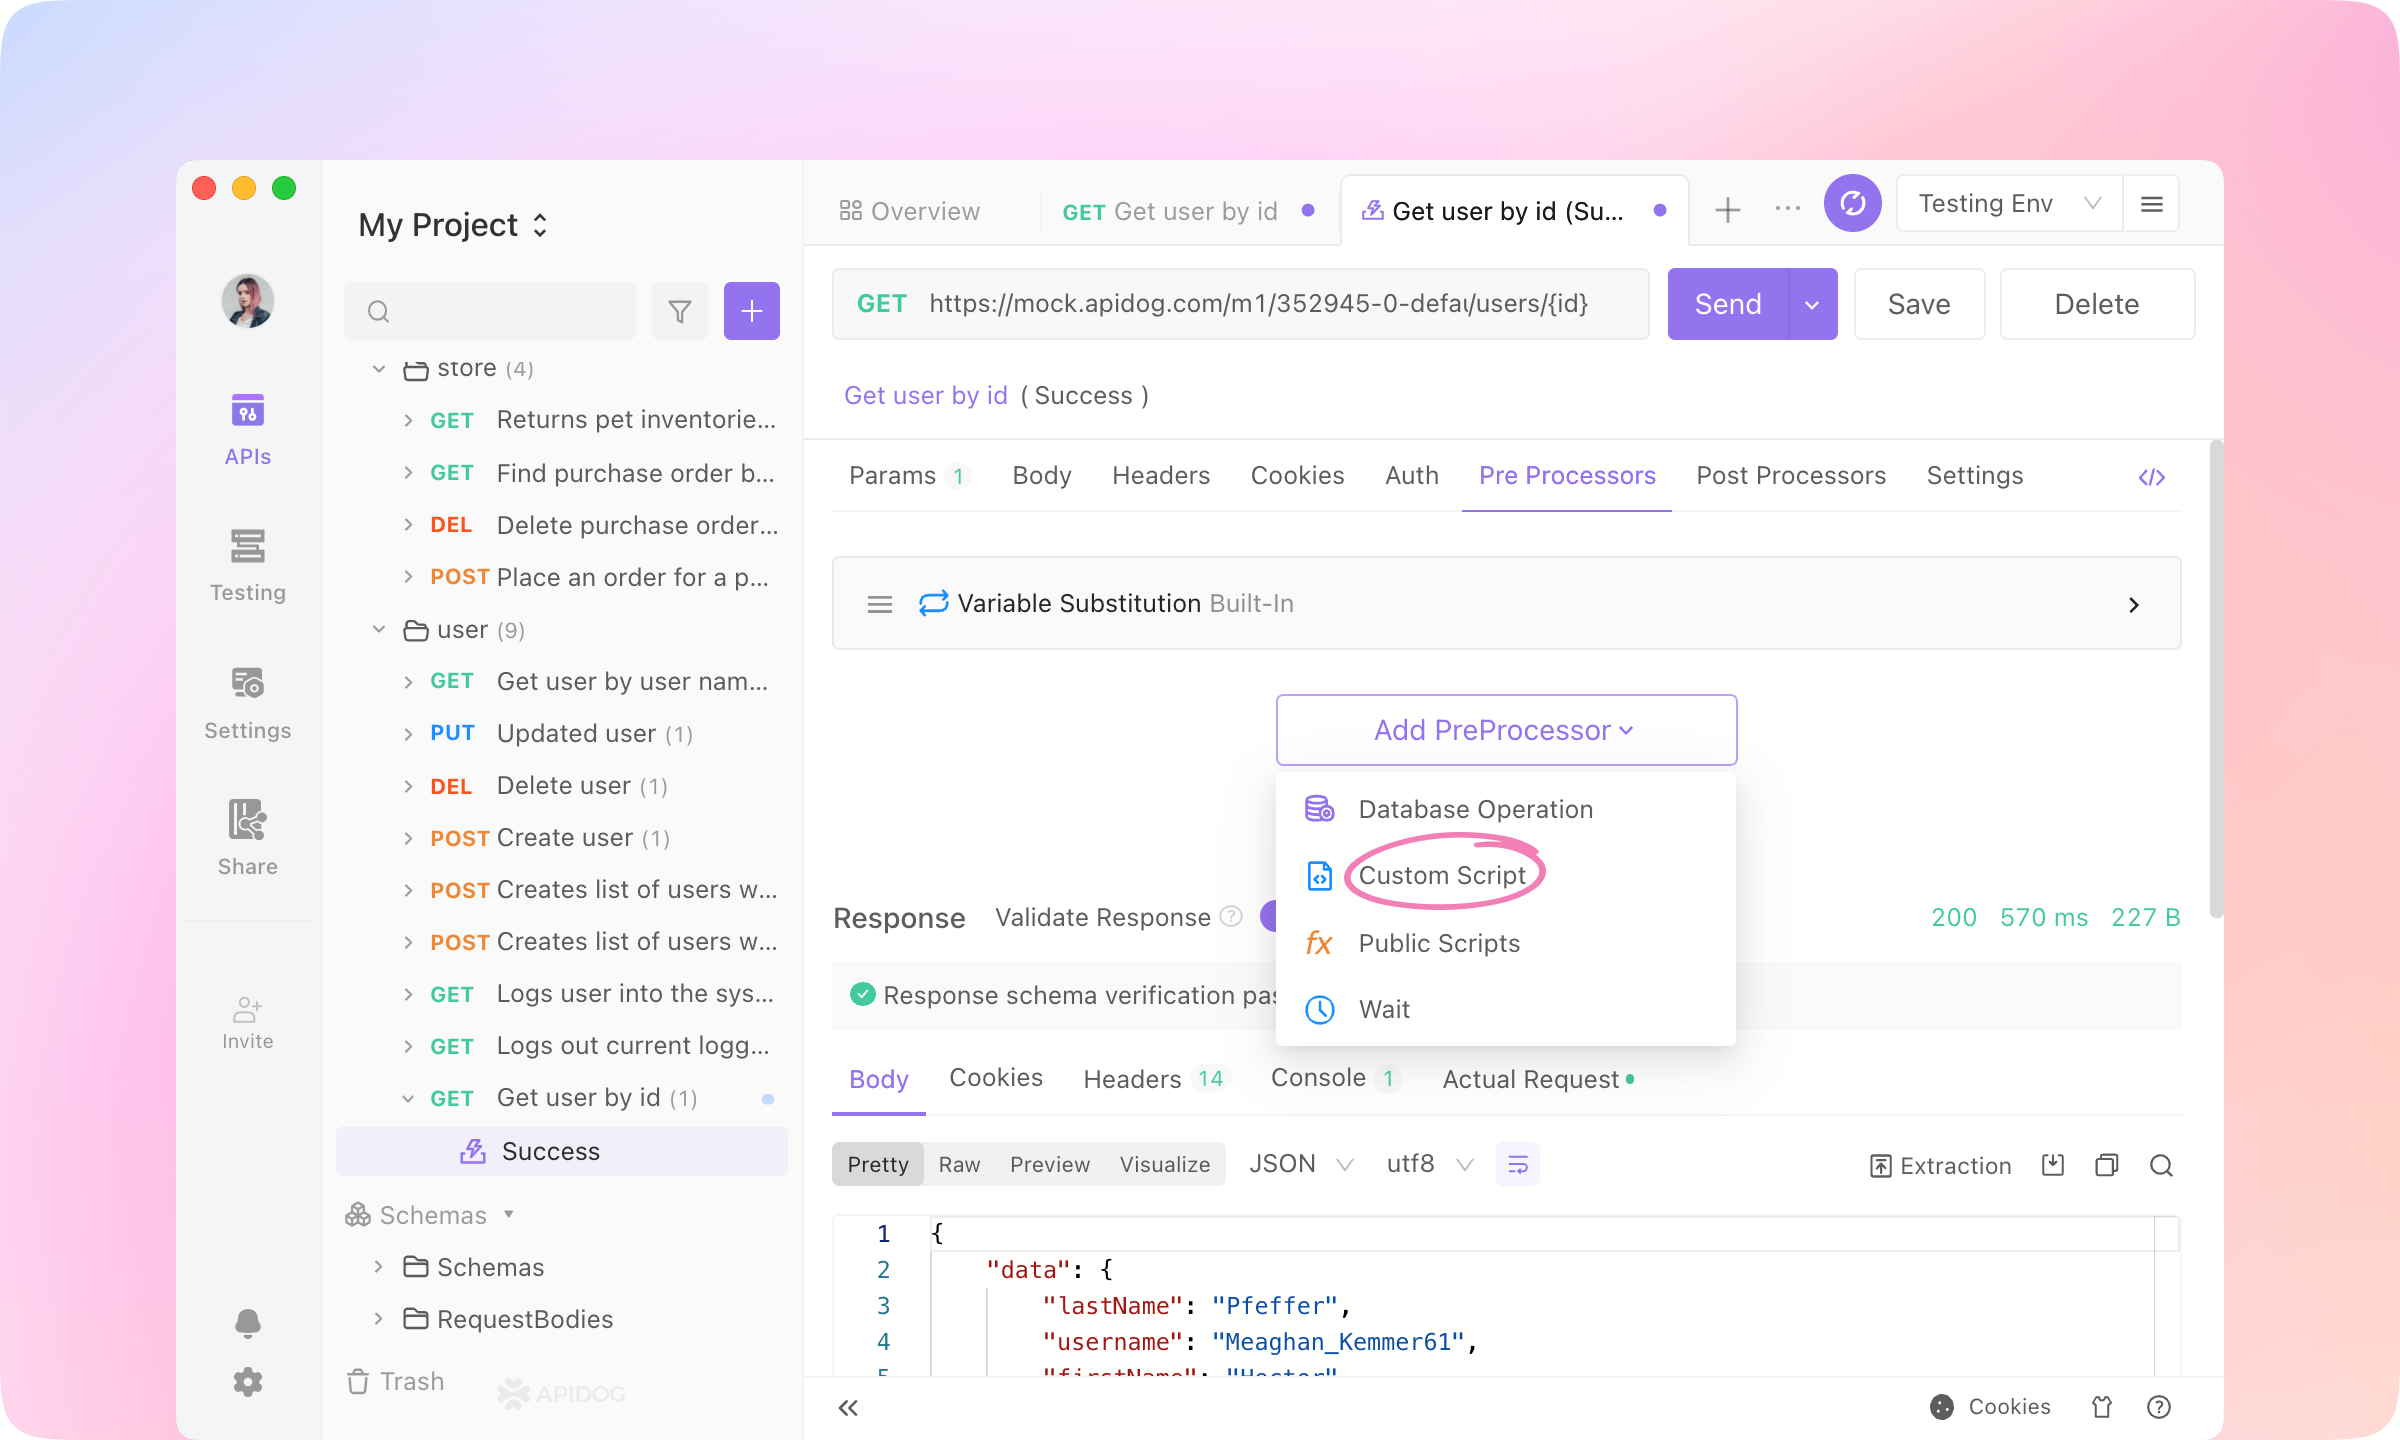 My Project
APIs
Testing
Settings
Share
Invite
store (4)
GET Returns pet inventorie...
GET Find purchase order b...
DEL Delete purchase order...
POST Place an order for a p...
user (9)
GET Get user by user nam...
PUT Updated user (1)
DEL Delete user (1)
POST Create user (1)
POST Creates list of users w...
POST Creates list of users w...
GET Logs user into the sys...
GET Logs out current logg...
GET Get user by id (1)
Success
Schemas
Schemas
RequestBodies
Trash
APIDOG
Overview
GET Get user by id
Get user by id (Su...
Testing Env
GET https://mock.apidog.com/m1/352945-0-defau/users/{id}
Send
Save
Delete
Get user by id ( Success )
Params 1 Body Headers Cookies Auth Pre Processors Post Processors Settings
Variable Substitution Built-In
Add PreProcessor
Database Operation
Custom Script
Public Scripts
fx
Wait
Response Validate Response ?
200 570 ms 227 B
Response schema verification pas
Body Cookies Headers 14 Console 1 Actual Request
Pretty Raw Preview Visualize JSON utf8
Extraction
1 {
2 "data": {
3 "lastName": "Pfeffer",
4 "username": "Meaghan_Kemmer61",
5 "firstName": "Hector"
Cookies